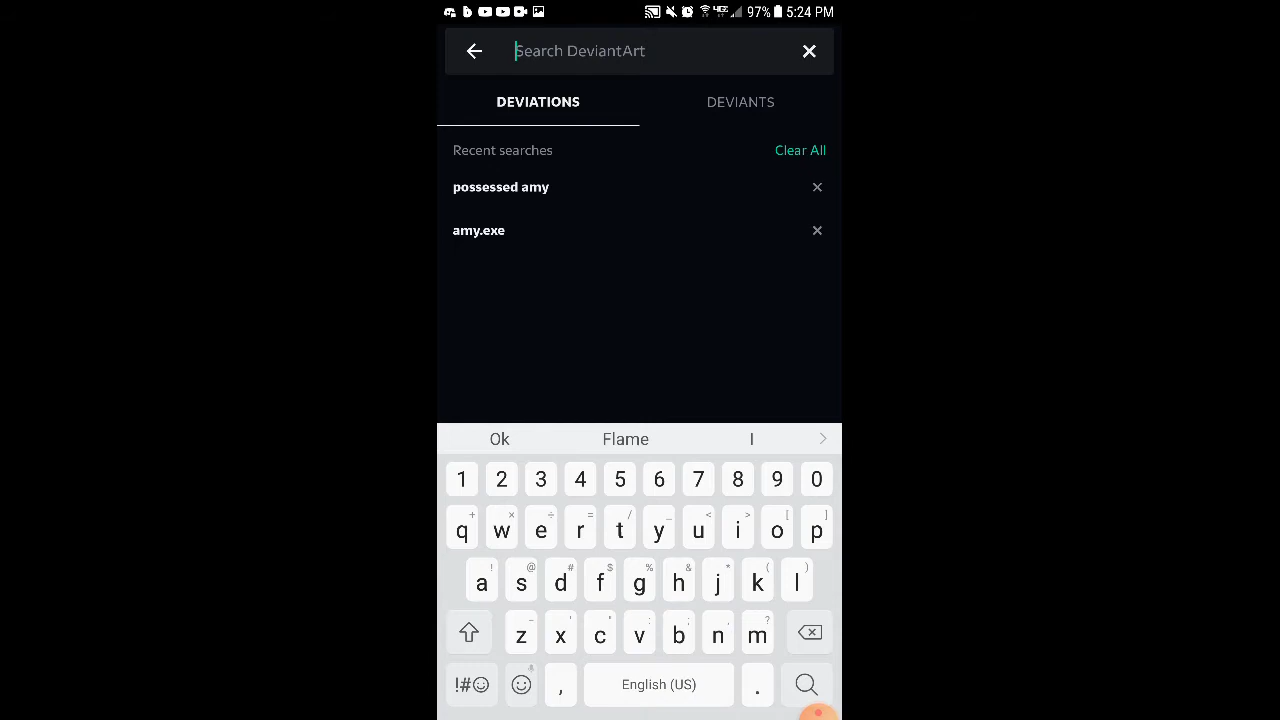 97% 5:24 PM
Search DeviantArt
DEVIATIONS DEVIANTS
Recent searches Clear All
possessed amy
amy.exe
Ok Flame I
1 2 3 4 5 6 7 8 9 0
q w e r t y u i o p
a s d f g h j k l
z x c v b n m
!#☺ , English (US) .